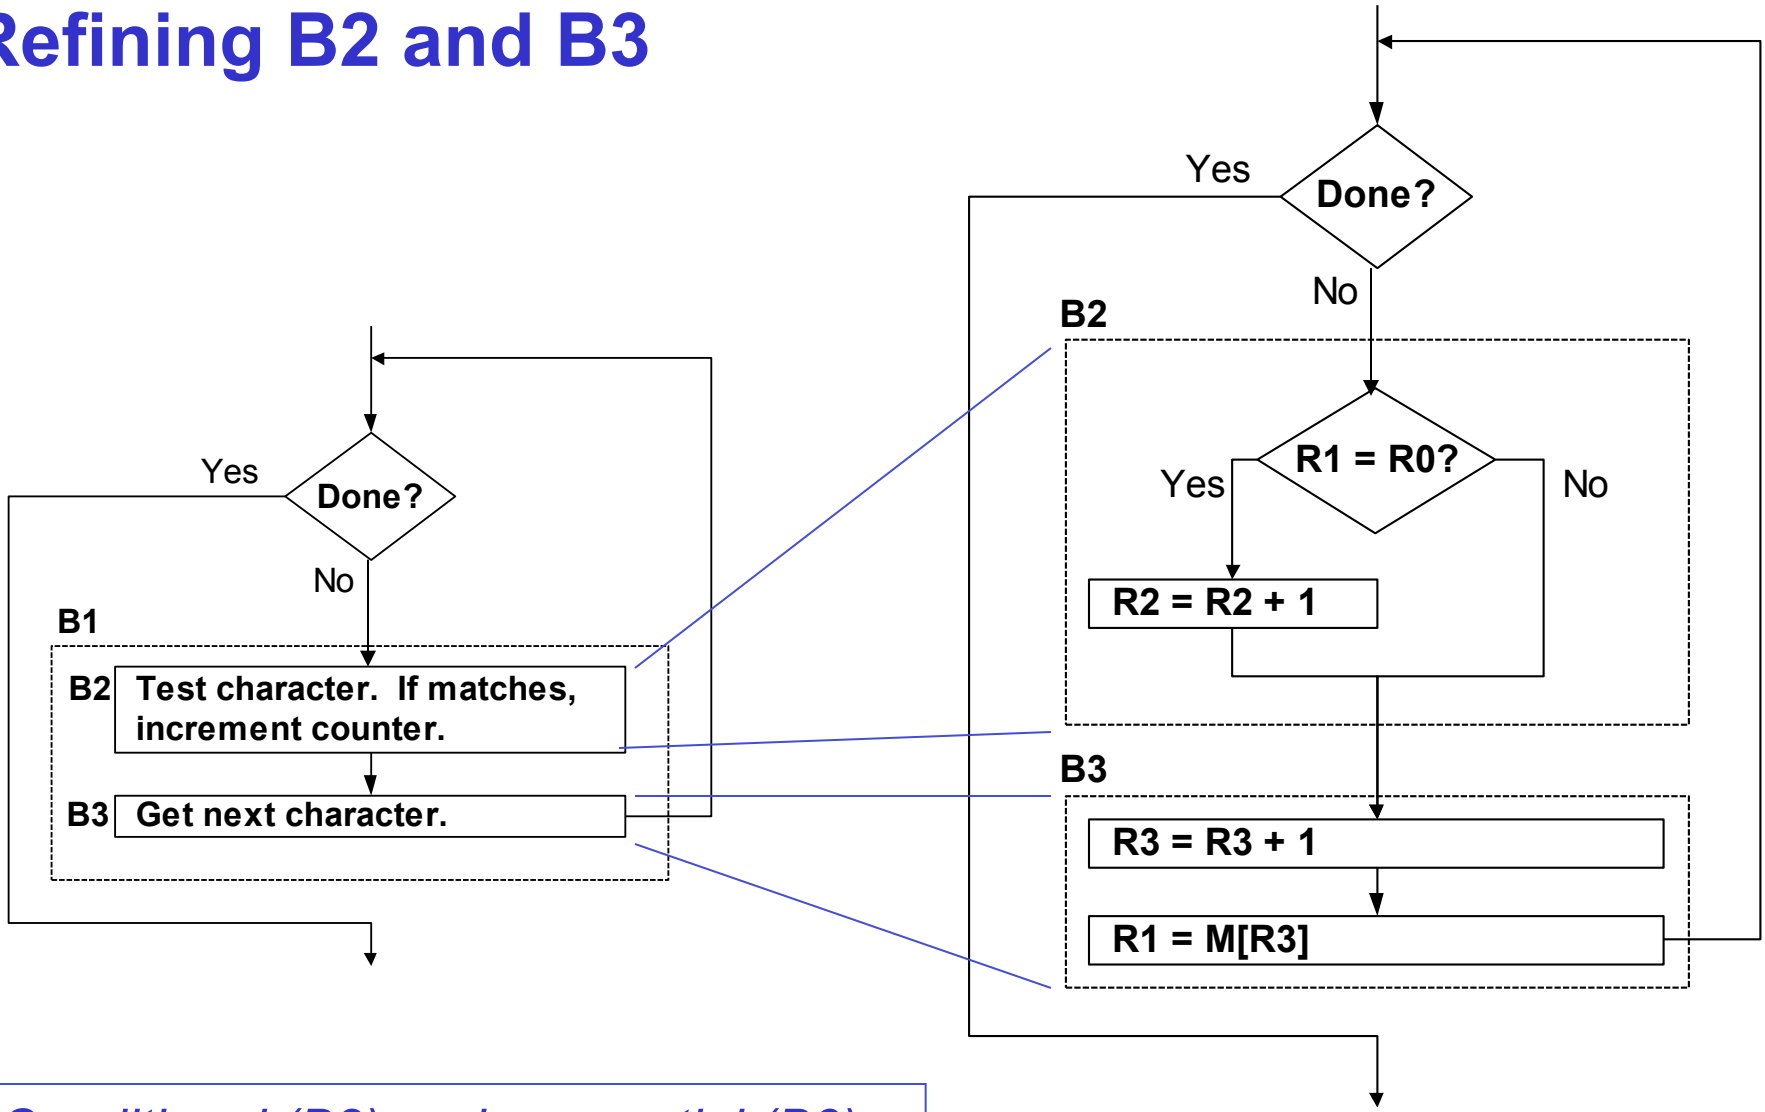 Refining B2 and B3
Yes
Done?
No
B1
B2
Test character. If matches,
increment counter.
B3
Get next character.
Yes
Done?
No
B2
R1 = R0?
Yes
No
R2 = R2 + 1
B3
R3 = R3 + 1
R1 = M[R3]